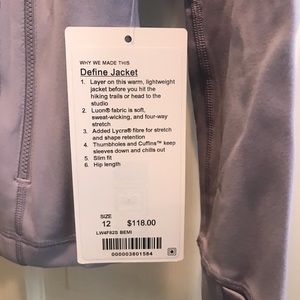 WHY WE MADE THIS
Define Jacket
1. Layer on this warm, lightweight
jacket before you hit the
hiking trails or head to the
studio
2. Luon® fabric is soft,
sweat-wicking, and four-way
stretch
3. Added Lycra® fibre for stretch
and shape retention
4. Thumbholes and Cuffins™ keep
sleeves down and chills out
5. Slim fit
6. Hip length
SIZE
12 $118.00
LW4F82S BEMI
000003801584